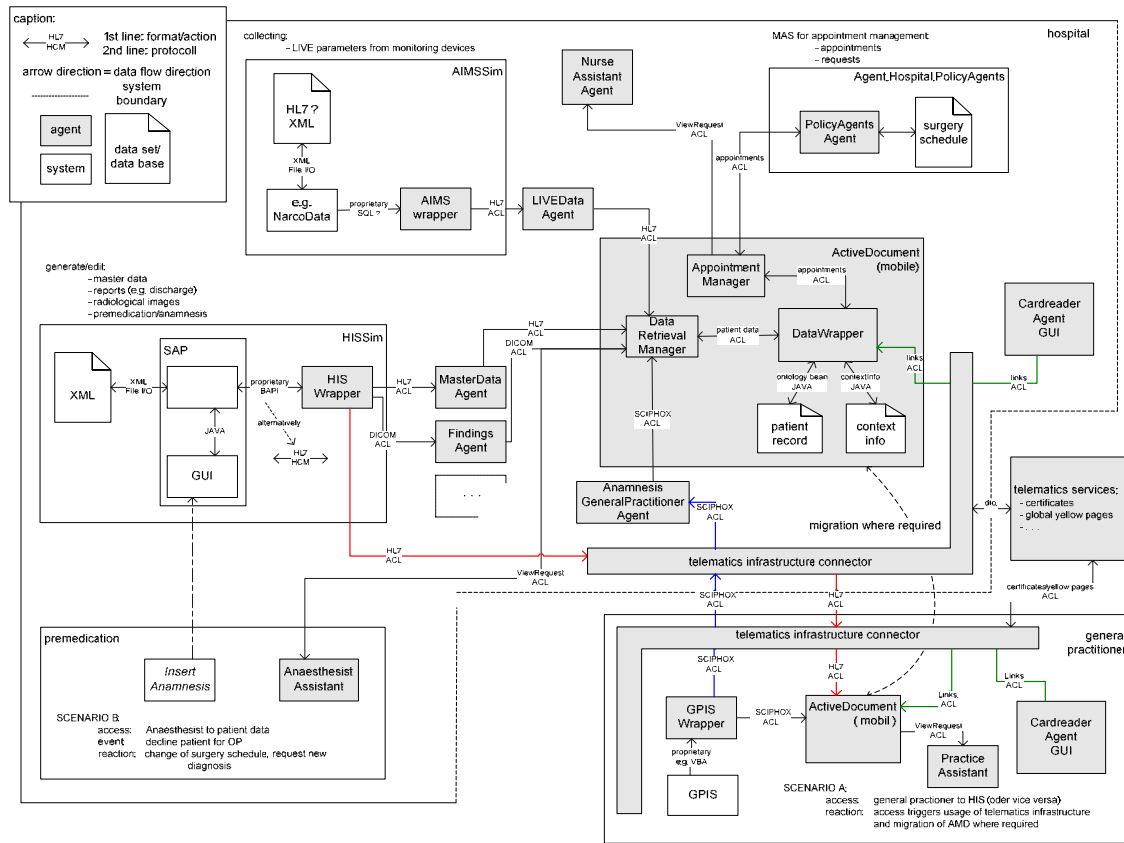 caption:
HL7
HCM
1st line: format/action
2nd line: protocoll
arrow direction = data flow direction
system
boundary
agent
system
data set/
data base
collecting:
- LIVE parameters from monitoring devices
AIMSSim
HL7 ?
XML
XML
File I/O
e.g.
NarcoData
proprietary
SQL ?
AIMS
wrapper
HL7
ACL
LIVEData
Agent
HL7
ACL
Nurse
Assistant
Agent
ViewRequest
ACL
MAS for appointment management:
- appointments
- requests
hospital
Agent.Hospital.PolicyAgents
PolicyAgents
Agent
surgery
schedule
appointments
ACL
ActiveDocument
(mobile)
Appointment
Manager
appointments
ACL
Data
Retrieval
Manager
patient data
ACL
DataWrapper
ontology bean
JAVA
contextInfo
JAVA
patient
record
context
info
links
ACL
Cardreader
Agent
GUI
links
ACL
generate/edit:
- master data
- reports (e.g. discharge)
- radiological images
- premedication/anamnesis
HISSim
SAP
XML
XML
File I/O
JAVA
GUI
proprietary
BAPI
alternatively
HL7
HCM
HIS
Wrapper
HL7
ACL
DICOM
ACL
MasterData
Agent
Findings
Agent
. . .
HL7
ACL
DICOM
ACL
SCIPHOX
ACL
Anamnesis
GeneralPractitioner
Agent
SCIPHOX
ACL
migration where required
telematics infrastructure connector
dito
telematics services:
- certificates
- global yellow pages
- . . .
HL7
ACL
ViewRequest
ACL
SCIPHOX
ACL
HL7
ACL
certificates/yellow pages
ACL
premedication
Insert
Anamnesis
Anaesthesist
Assistant
SCENARIO B:
access: Anaesthesist to patient data
event decline patient for OP
reaction: change of surgery schedule, request new
diagnosis
general
practitioner
telematics infrastructure connector
SCIPHOX
ACL
HL7
ACL
Links
ACL
Links
ACL
GPIS
Wrapper
SCIPHOX
ACL
ActiveDocument
( mobil )
ViewRequest
ACL
Practice
Assistant
Cardreader
Agent
GUI
proprietary
e.g. VBA
GPIS
SCENARIO A:
access: general practioner to HIS (oder vice versa)
reaction: access triggers usage of telematics infrastructure
and migration of AMD where required